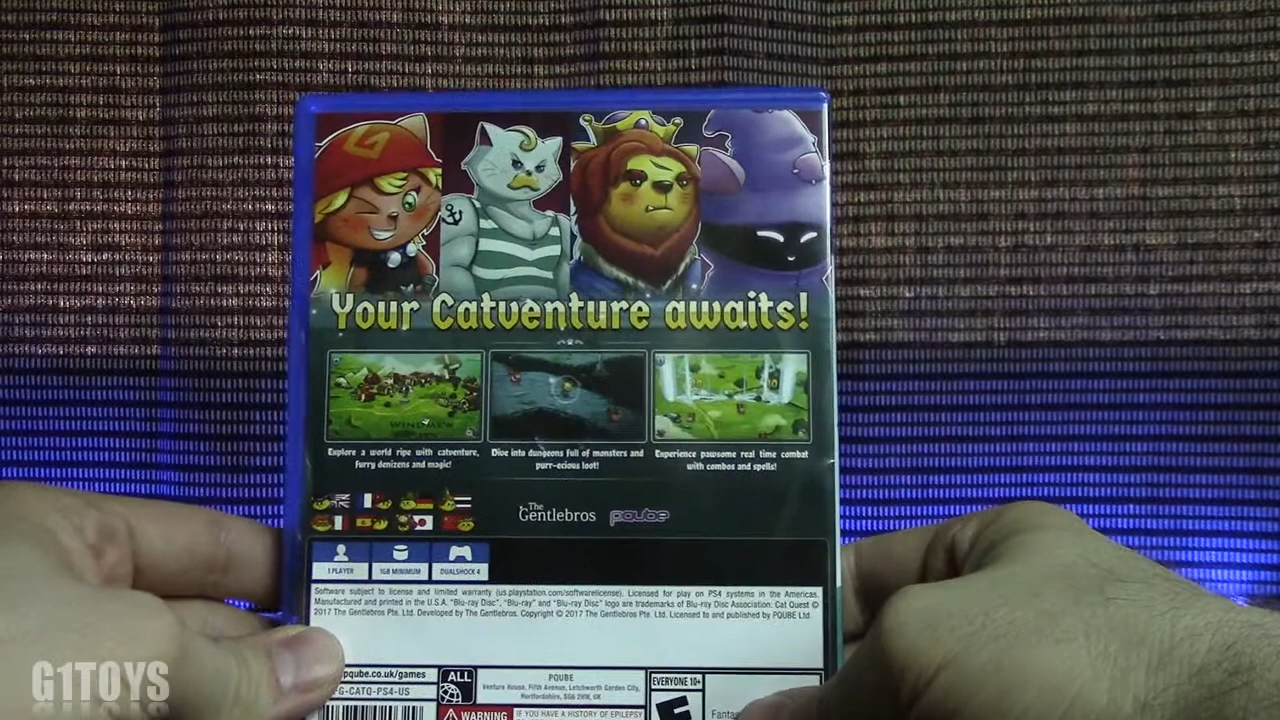 Your Catventure awaits!
Explore a world ripe with catventure,
furry denizens and magic!
Dive into dungeons full of monsters and
purr-ecious loot!
Experience pawsome real time combat
with combos and spells!
The
Gentlebros
PQube
1 PLAYER
1GB MINIMUM
DUALSHOCK 4
Software subject to license and limited warranty (us.playstation.com/softwarelicense). Licensed for play on PS4 systems in the Americas.
Manufactured and printed in the U.S.A. "Blu-ray Disc", "Blu-ray" and "Blu-ray Disc" logo are trademarks of Blu-ray Disc Association. Cat Quest ©
2017 The Gentlebros Pte. Ltd. Developed by The Gentlebros. Copyright © 2017 The Gentlebros Pte. Ltd. Licensed to and published by PQUBE Ltd.
pqube.co.uk/games
G-CATQ-PS4-US
ALL
PQUBE
Venture House, Fifth Avenue, Letchworth Garden City,
Hertfordshire, SG6 2HW, UK
WARNING
IF YOU HAVE A HISTORY OF EPILEPSY
EVERYONE 10+
E
G1TOYS